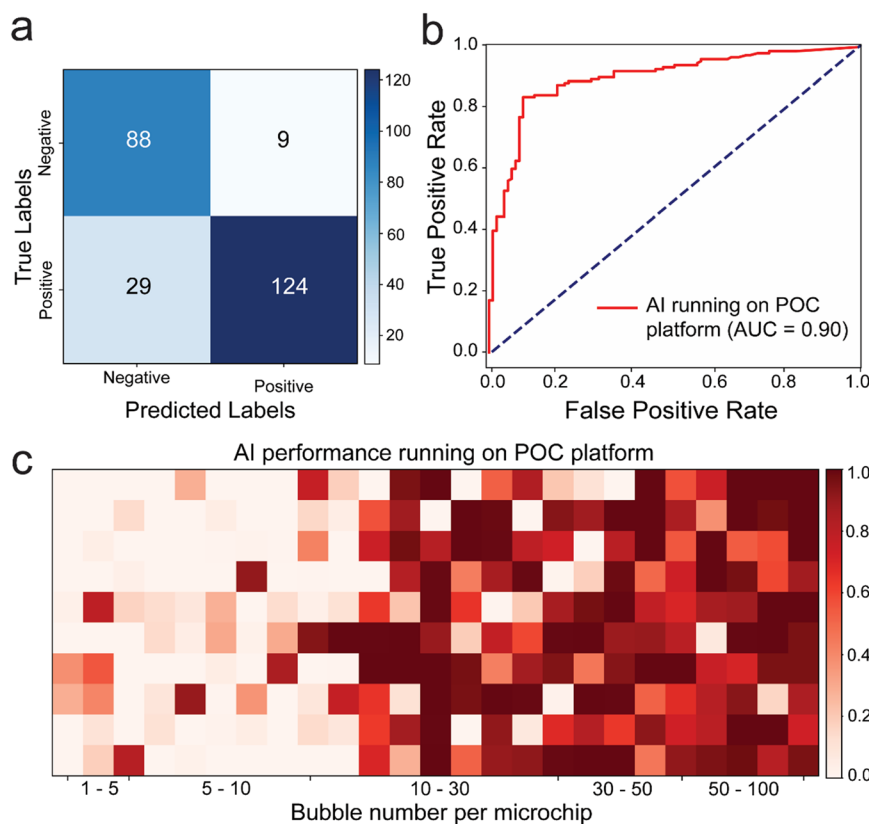 a
True Labels
Negative
Positive
88
9
29
124
Negative
Positive
Predicted Labels
120
100
80
60
40
20
b
True Positive Rate
1.0
0.8
0.6
0.4
0.2
0.0
0.0
0.2
0.4
0.6
0.8
1.0
False Positive Rate
AI running on POC
platform (AUC = 0.90)
c
AI performance running on POC platform
1.0
0.8
0.6
0.4
0.2
0.0
1 - 5
5 - 10
10 - 30
30 - 50
50 - 100
Bubble number per microchip